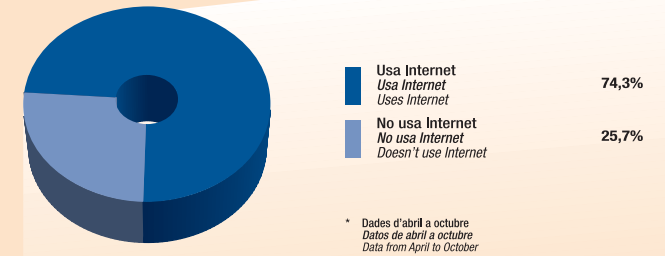 Usa Internet
Usa Internet
Uses Internet
74,3%
No usa Internet
No usa Internet
Doesn't use Internet
25,7%
* Dades d'abril a octubre
Datos de abril a octubre
Data from April to October